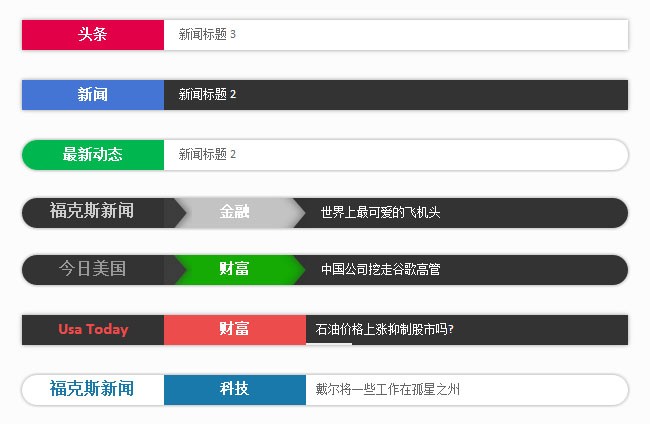 头条 新闻标题 3
新闻 新闻标题 2
最新动态 新闻标题 2
福克斯新闻 金融 世界上最可爱的飞机头
今日美国 财富 中国公司挖走谷歌高管
Usa Today 财富 石油价格上涨抑制股市吗?
福克斯新闻 科技 戴尔将一些工作在孤星之州